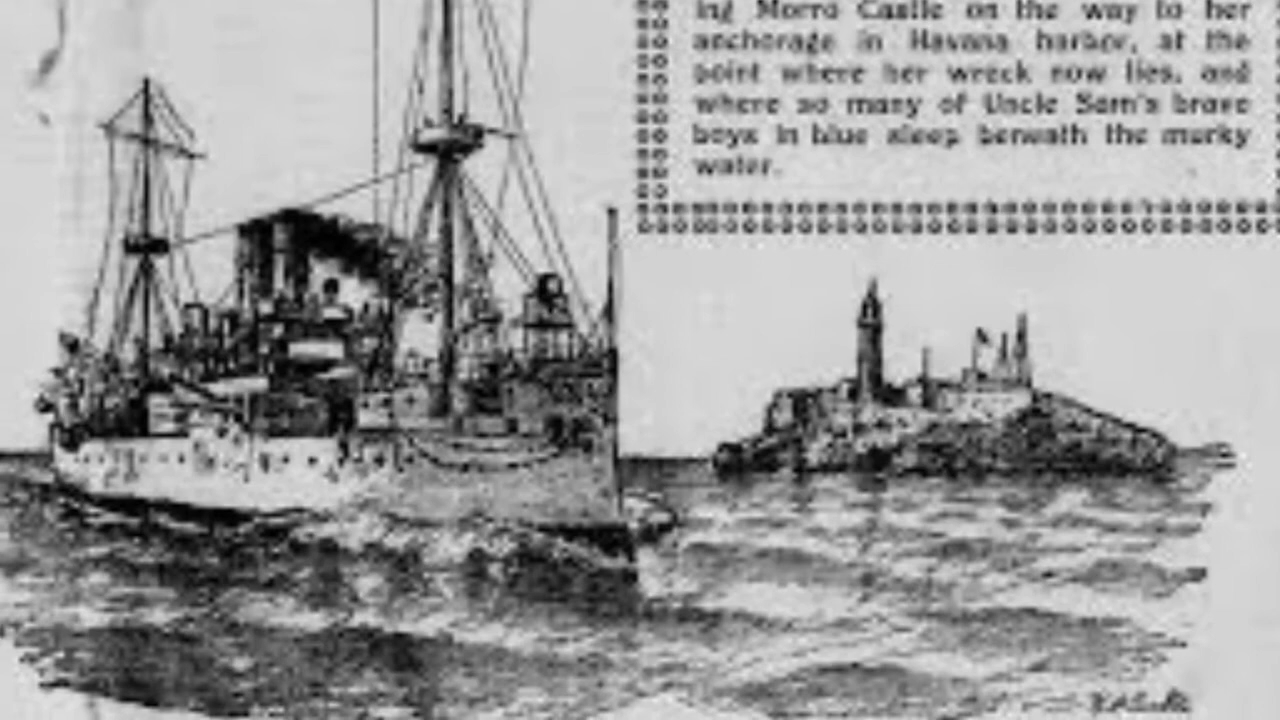 ing Morro Castle on the way to her
anchorage in Havana harbor, at the
point where her wreck now lies, and
where so many of Uncle Sam's brave
boys in blue sleep beneath the murky
water.